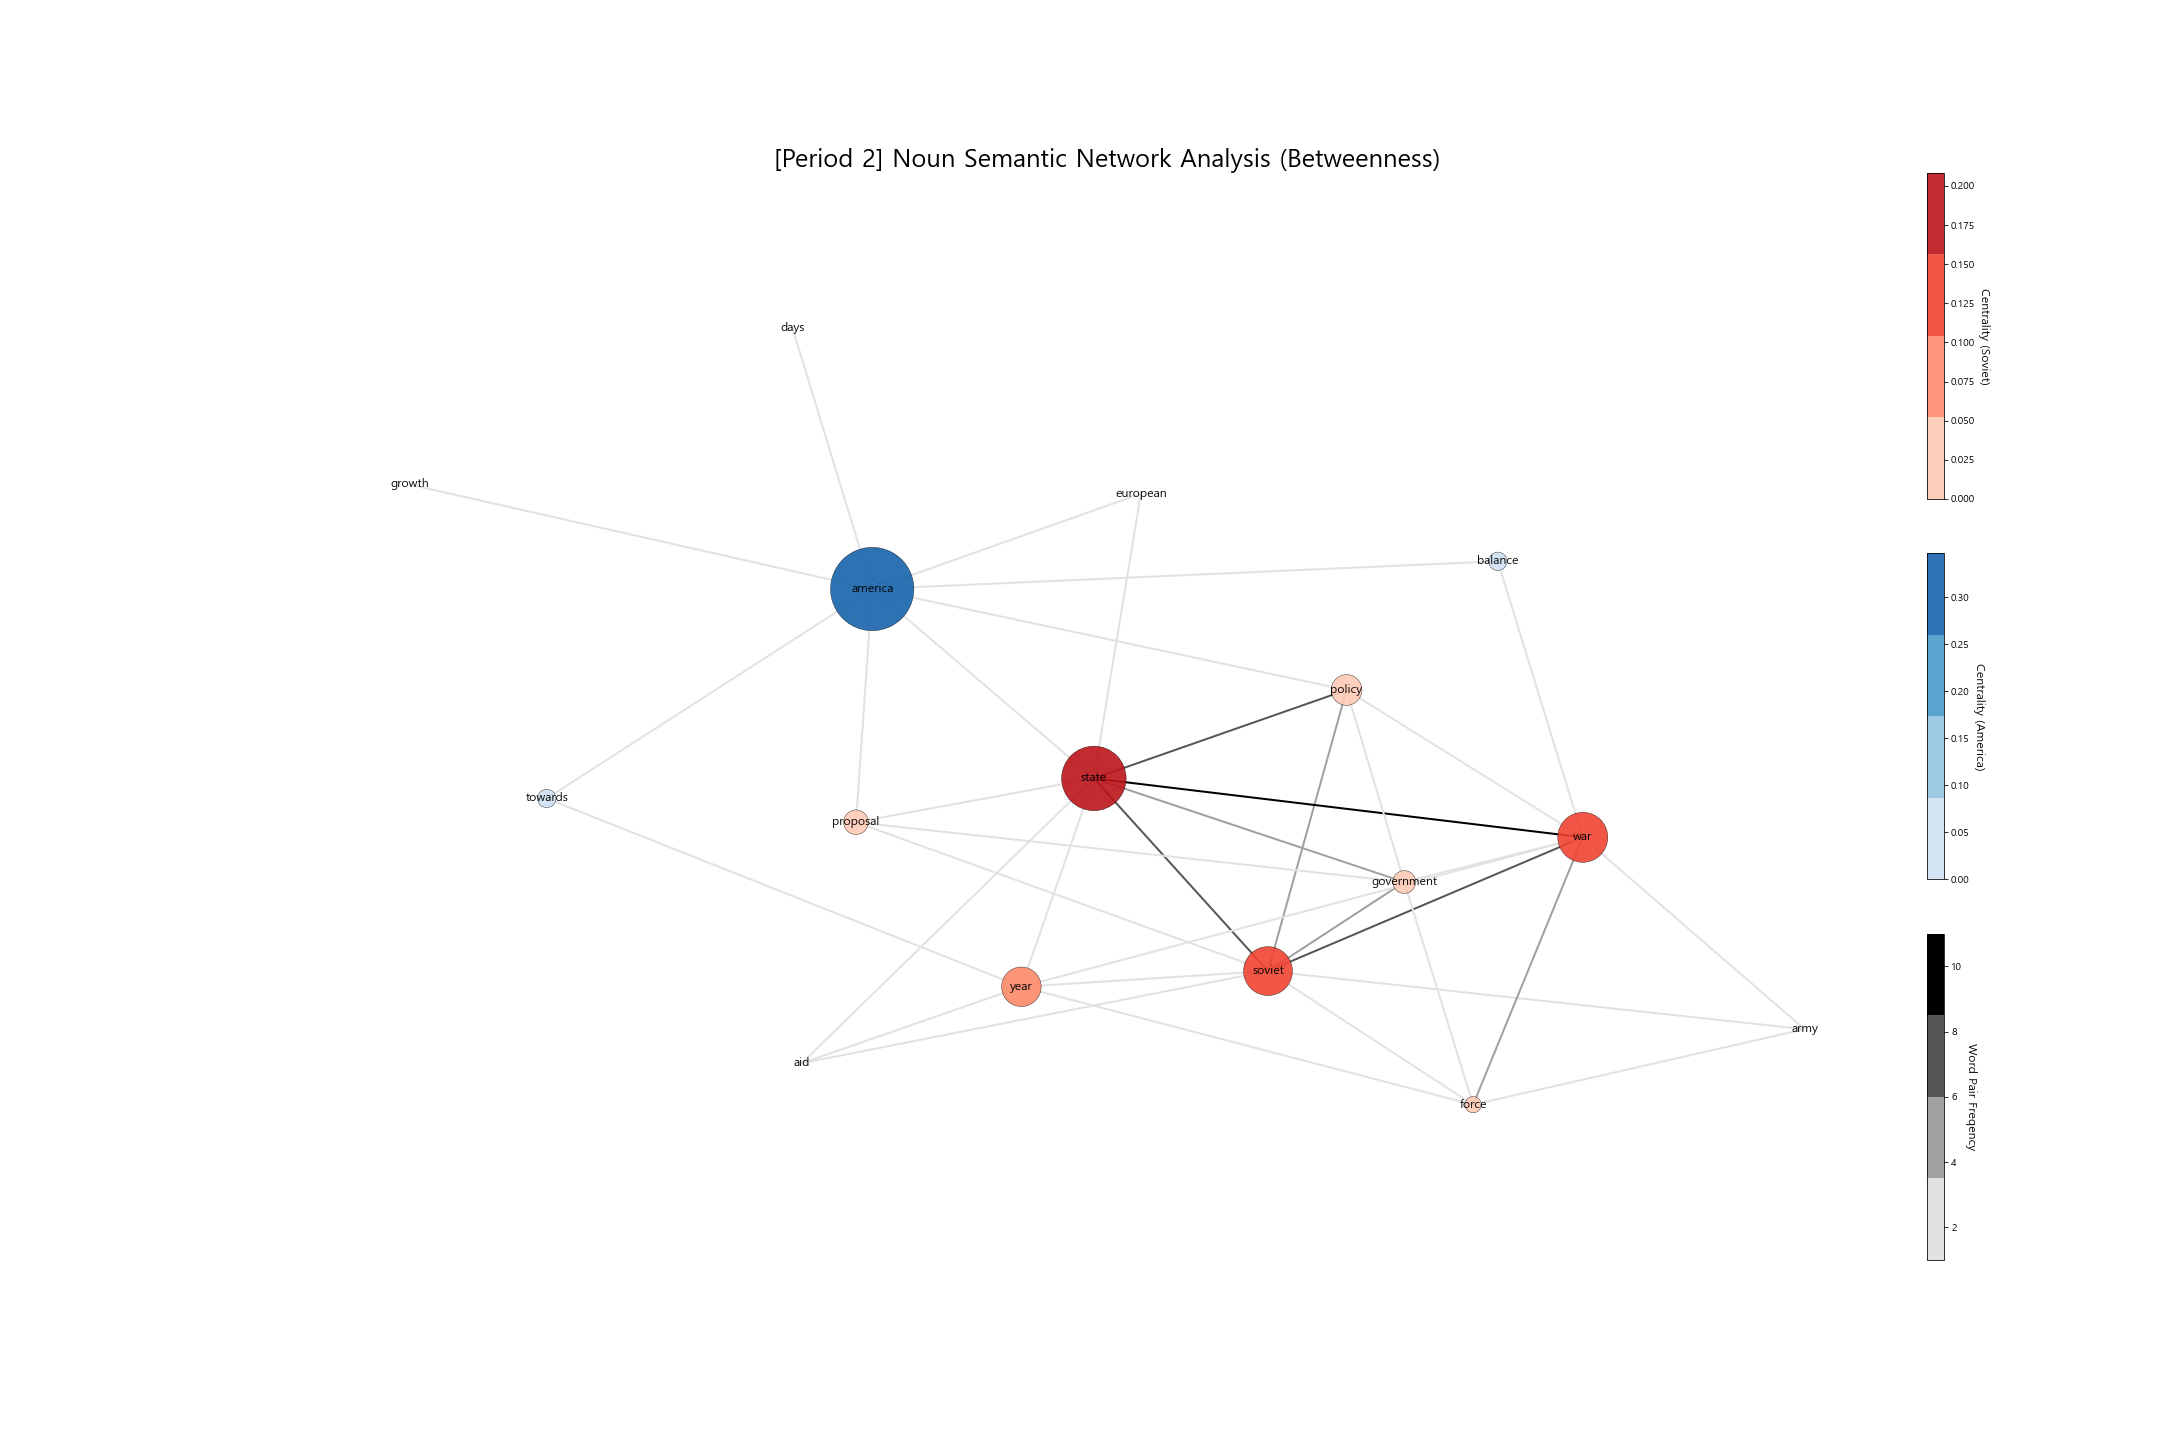 [Period 2] Noun Semantic Network Analysis (Betweenness)
days
growth
european
balance
america
policy
state
towards
proposal
war
government
soviet
year
army
aid
force
0.200
0.175
0.150
0.125
0.100
0.075
0.050
0.025
0.000
Centrality (Soviet)
0.30
0.25
0.20
0.15
0.10
0.05
0.00
Centrality (America)
10
8
6
4
2
Word Pair Freqency